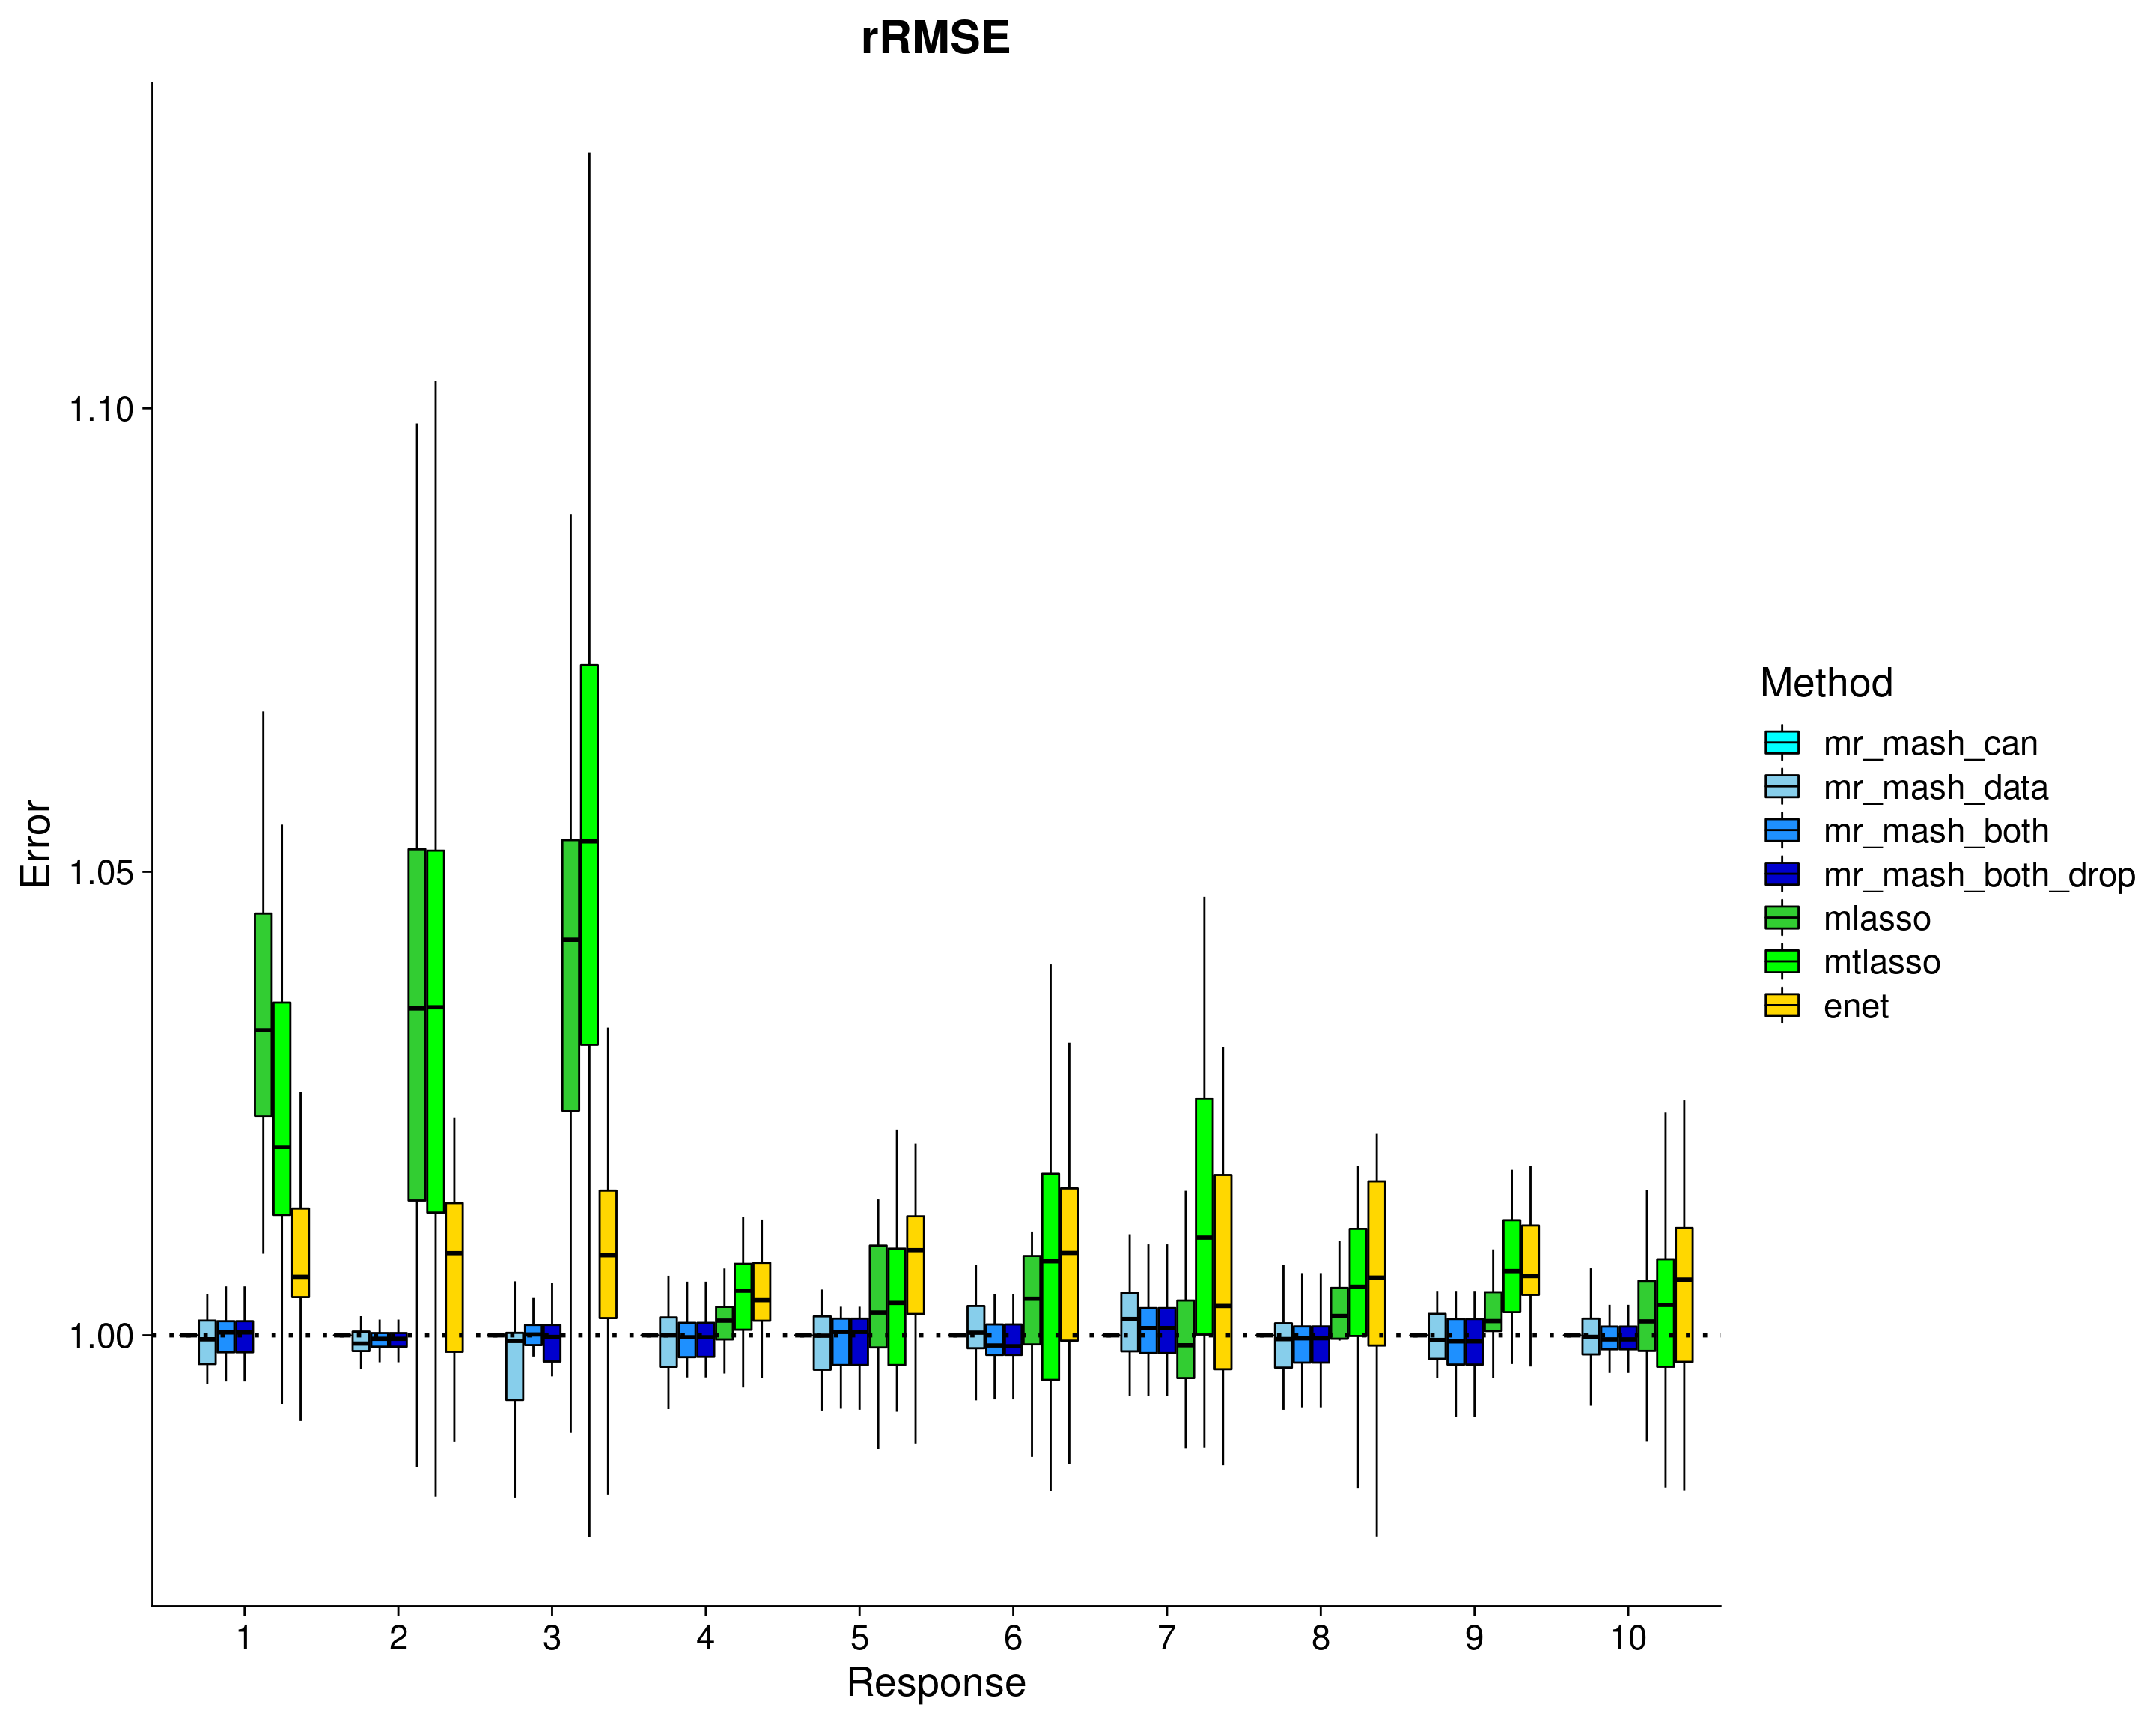 rRMSE
Error
1.10
1.05
1.00
1 2 3 4 5 6 7 8 9 10
Response
Method
mr_mash_can
mr_mash_data
mr_mash_both
mr_mash_both_drop
mlasso
mtlasso
enet